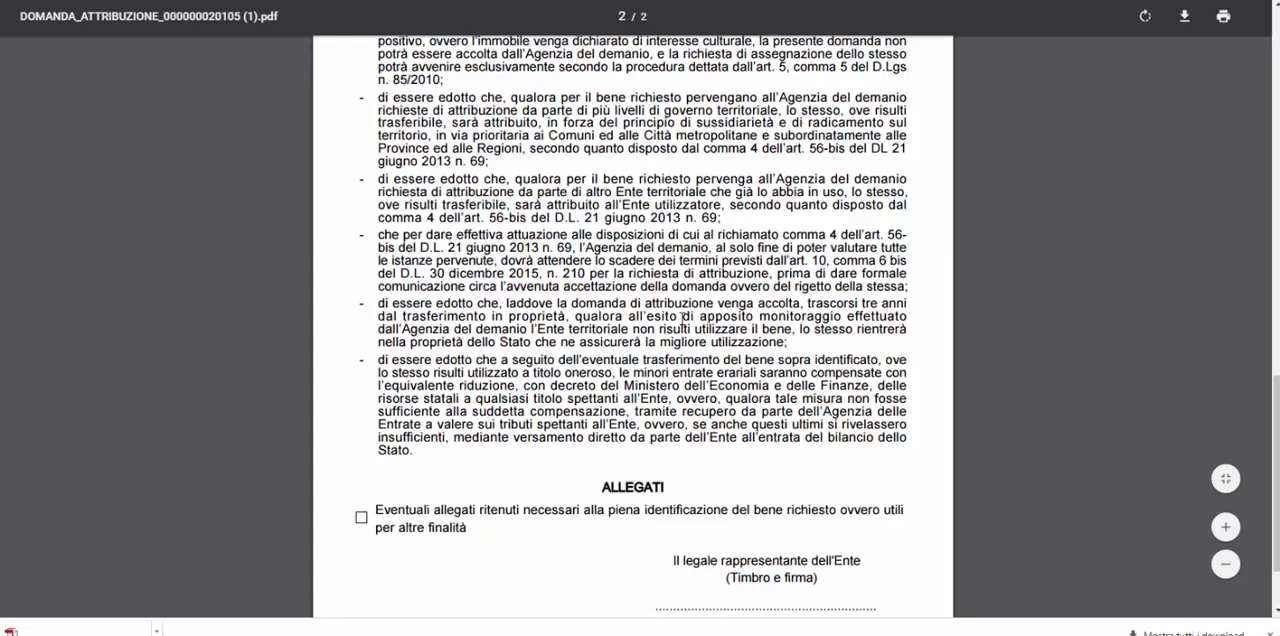 DOMANDA_ATTRIBUZIONE_000000020105 (1).pdf
2 / 2
positivo, ovvero l'immobile venga dichiarato di interesse culturale, la presente domanda non
potrà essere accolta dall'Agenzia del demanio, e la richiesta di assegnazione dello stesso
potrà avvenire esclusivamente secondo la procedura dettata dall'art. 5, comma 5 del D.Lgs
n. 85/2010;
- di essere edotto che, qualora per il bene richiesto pervengano all'Agenzia del demanio
richieste di attribuzione da parte di più livelli di governo territoriale, lo stesso, ove risulti
trasferibile, sarà attribuito, in forza del principio di sussidiarietà e di radicamento sul
territorio, in via prioritaria ai Comuni ed alle Città metropolitane e subordinatamente alle
Province ed alle Regioni, secondo quanto disposto dal comma 4 dell'art. 56-bis del DL 21
giugno 2013 n. 69;
- di essere edotto che, qualora per il bene richiesto pervenga all'Agenzia del demanio
richiesta di attribuzione da parte di altro Ente territoriale che già lo abbia in uso, lo stesso,
ove risulti trasferibile, sarà attribuito all'Ente utilizzatore, secondo quanto disposto dal
comma 4 dell'art. 56-bis del D.L. 21 giugno 2013 n. 69;
- che per dare effettiva attuazione alle disposizioni di cui al richiamato comma 4 dell'art. 56-
bis del D.L. 21 giugno 2013 n. 69, l'Agenzia del demanio, al solo fine di poter valutare tutte
le istanze pervenute, dovrà attendere lo scadere dei termini previsti dall'art. 10, comma 6 bis
del D.L. 30 dicembre 2015, n. 210 per la richiesta di attribuzione, prima di dare formale
comunicazione circa l'avvenuta accettazione della domanda ovvero del rigetto della stessa;
- di essere edotto che, laddove la domanda di attribuzione venga accolta, trascorsi tre anni
dal trasferimento in proprietà, qualora all'esito di apposito monitoraggio effettuato
dall'Agenzia del demanio l'Ente territoriale non risulti utilizzare il bene, lo stesso rientrerà
nella proprietà dello Stato che ne assicurerà la migliore utilizzazione;
- di essere edotto che a seguito dell'eventuale trasferimento del bene sopra identificato, ove
lo stesso risulti utilizzato a titolo oneroso, le minori entrate erariali saranno compensate con
l'equivalente riduzione, con decreto del Ministero dell'Economia e delle Finanze, delle
risorse statali a qualsiasi titolo spettanti all'Ente, ovvero, qualora tale misura non fosse
sufficiente alla suddetta compensazione, tramite recupero da parte dell'Agenzia delle
Entrate a valere sui tributi spettanti all'Ente, ovvero, se anche questi ultimi si rivelassero
insufficienti, mediante versamento diretto da parte dell'Ente all'entrata del bilancio dello
Stato.
ALLEGATI
Eventuali allegati ritenuti necessari alla piena identificazione del bene richiesto ovvero utili
per altre finalità
Il legale rappresentante dell'Ente
(Timbro e firma)
Mostra tutti i download